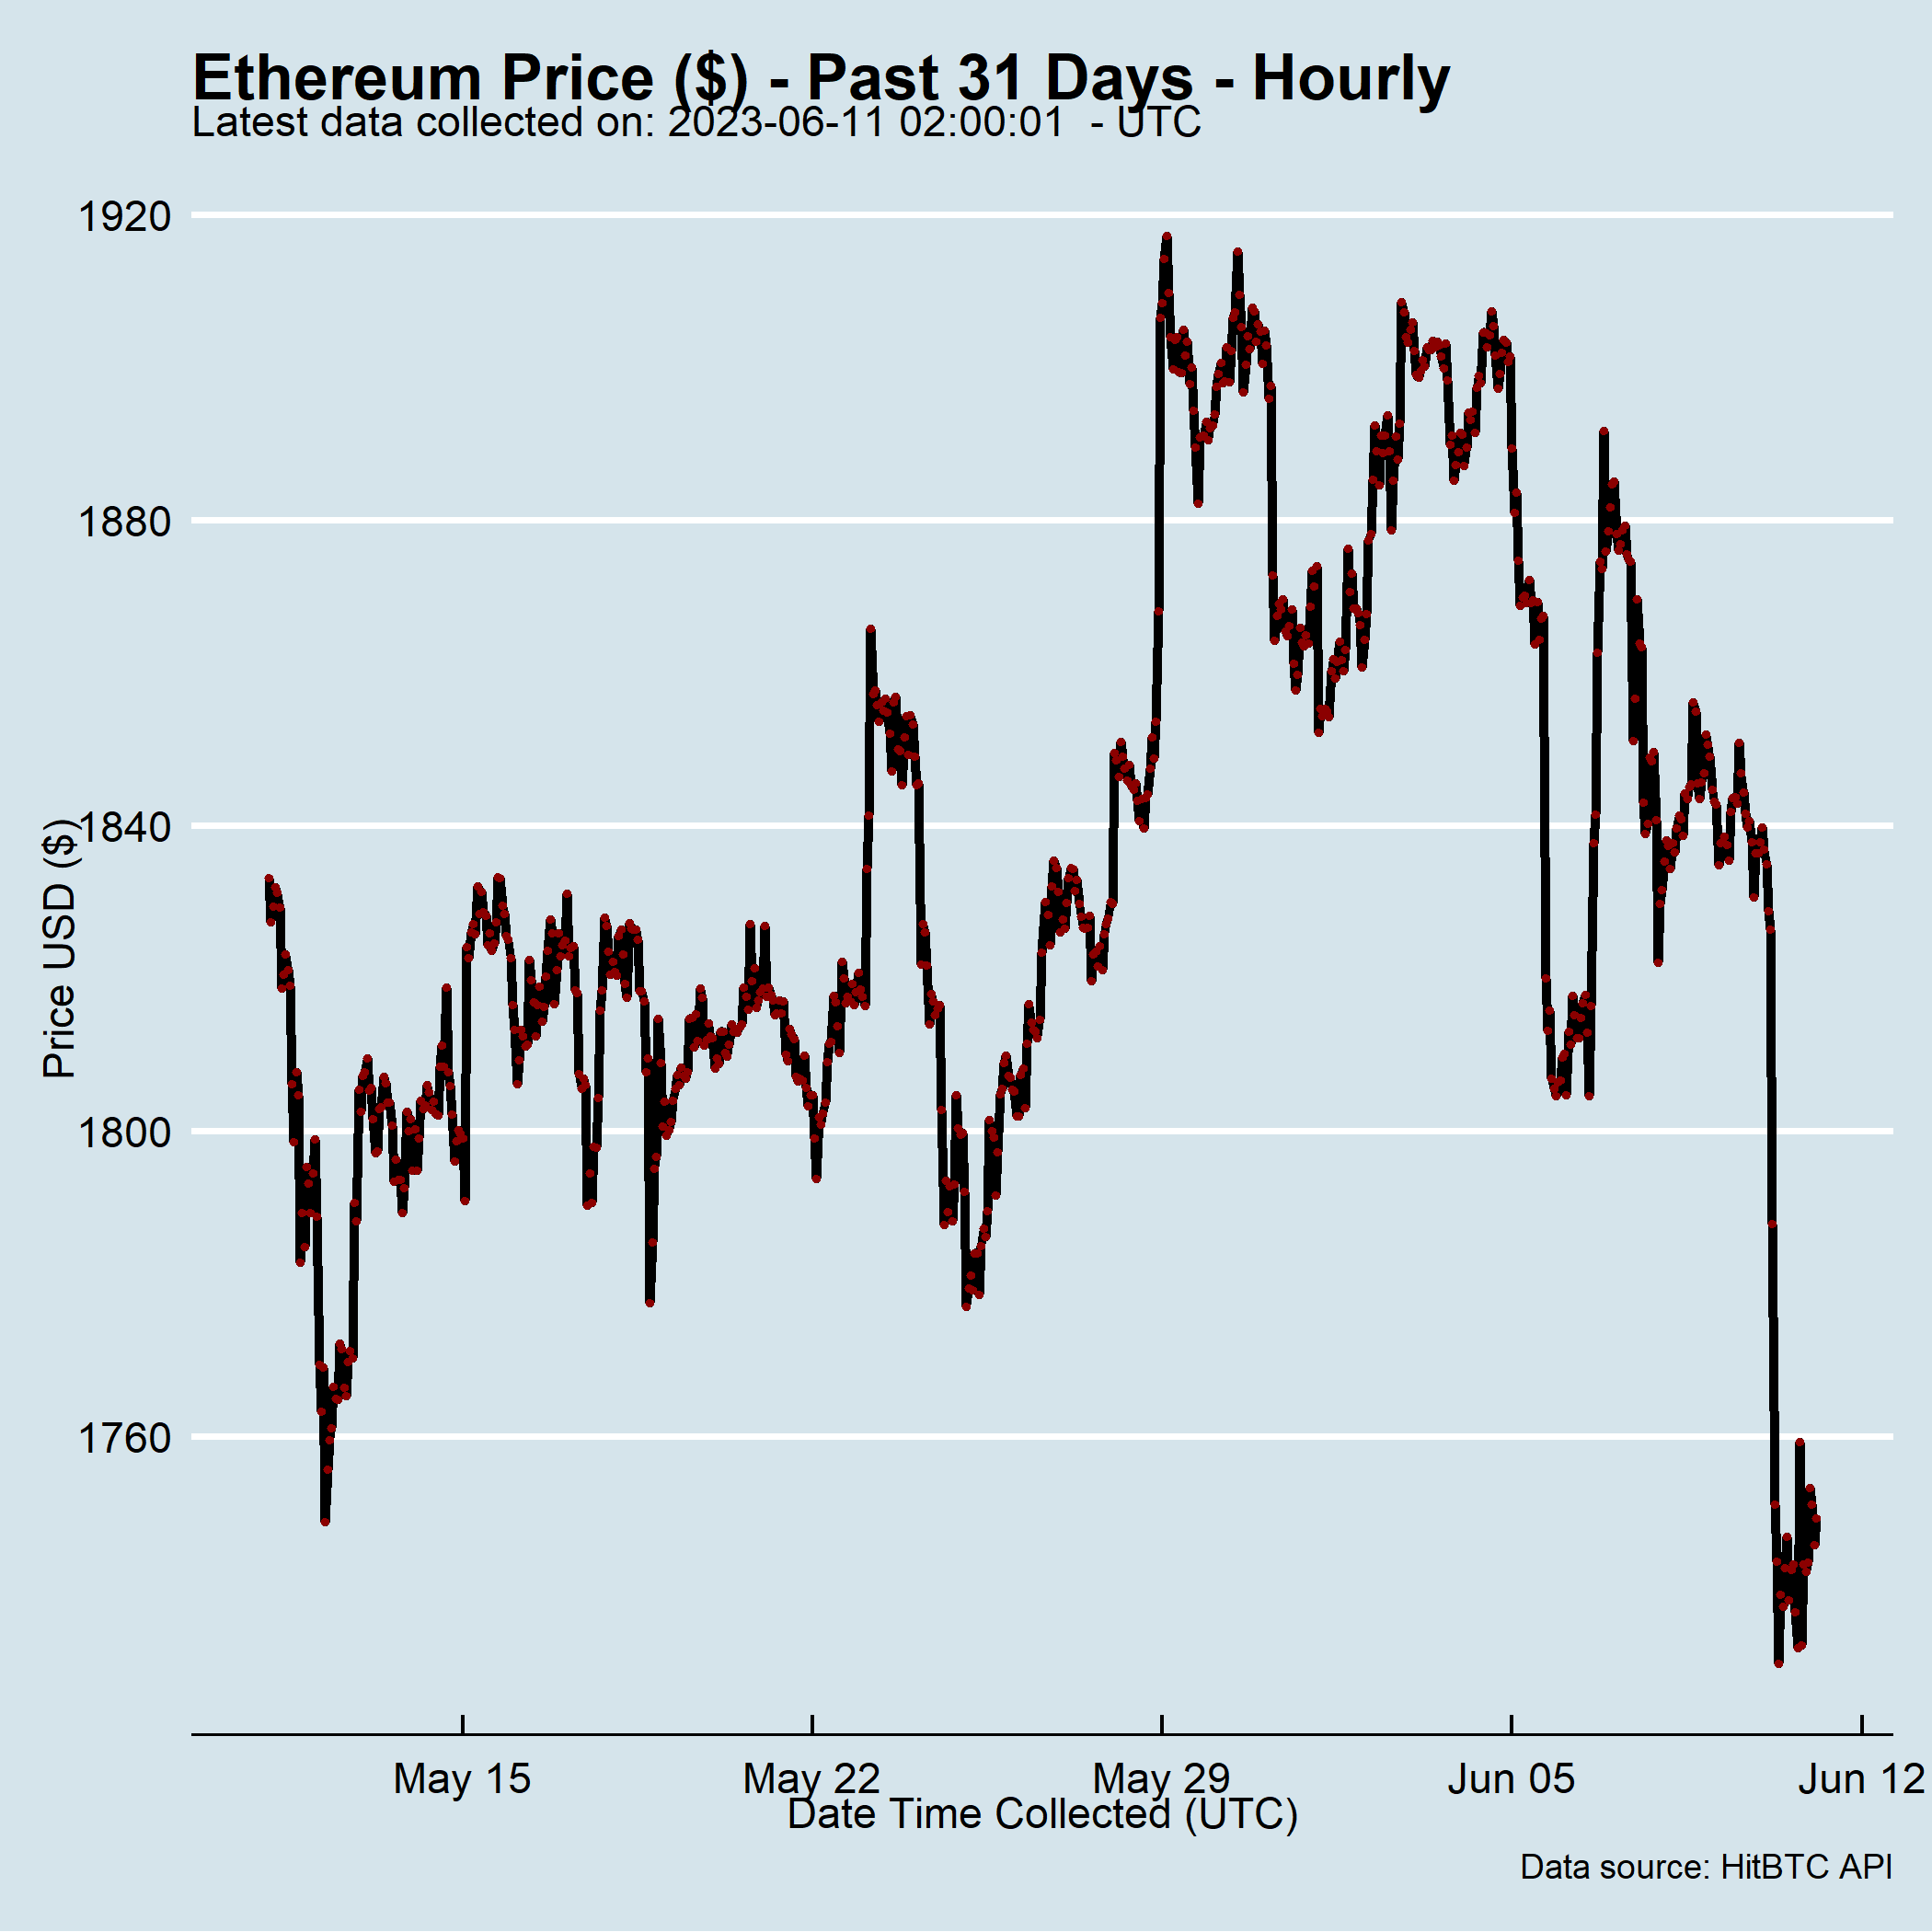 Ethereum Price ($) - Past 31 Days - Hourly
Latest data collected on: 2023-06-11 02:00:01  - UTC
1920
1880
1840
1800
1760
Price USD ($)
May 15
May 22
May 29
Jun 05
Jun 12
Date Time Collected (UTC)
Data source: HitBTC API